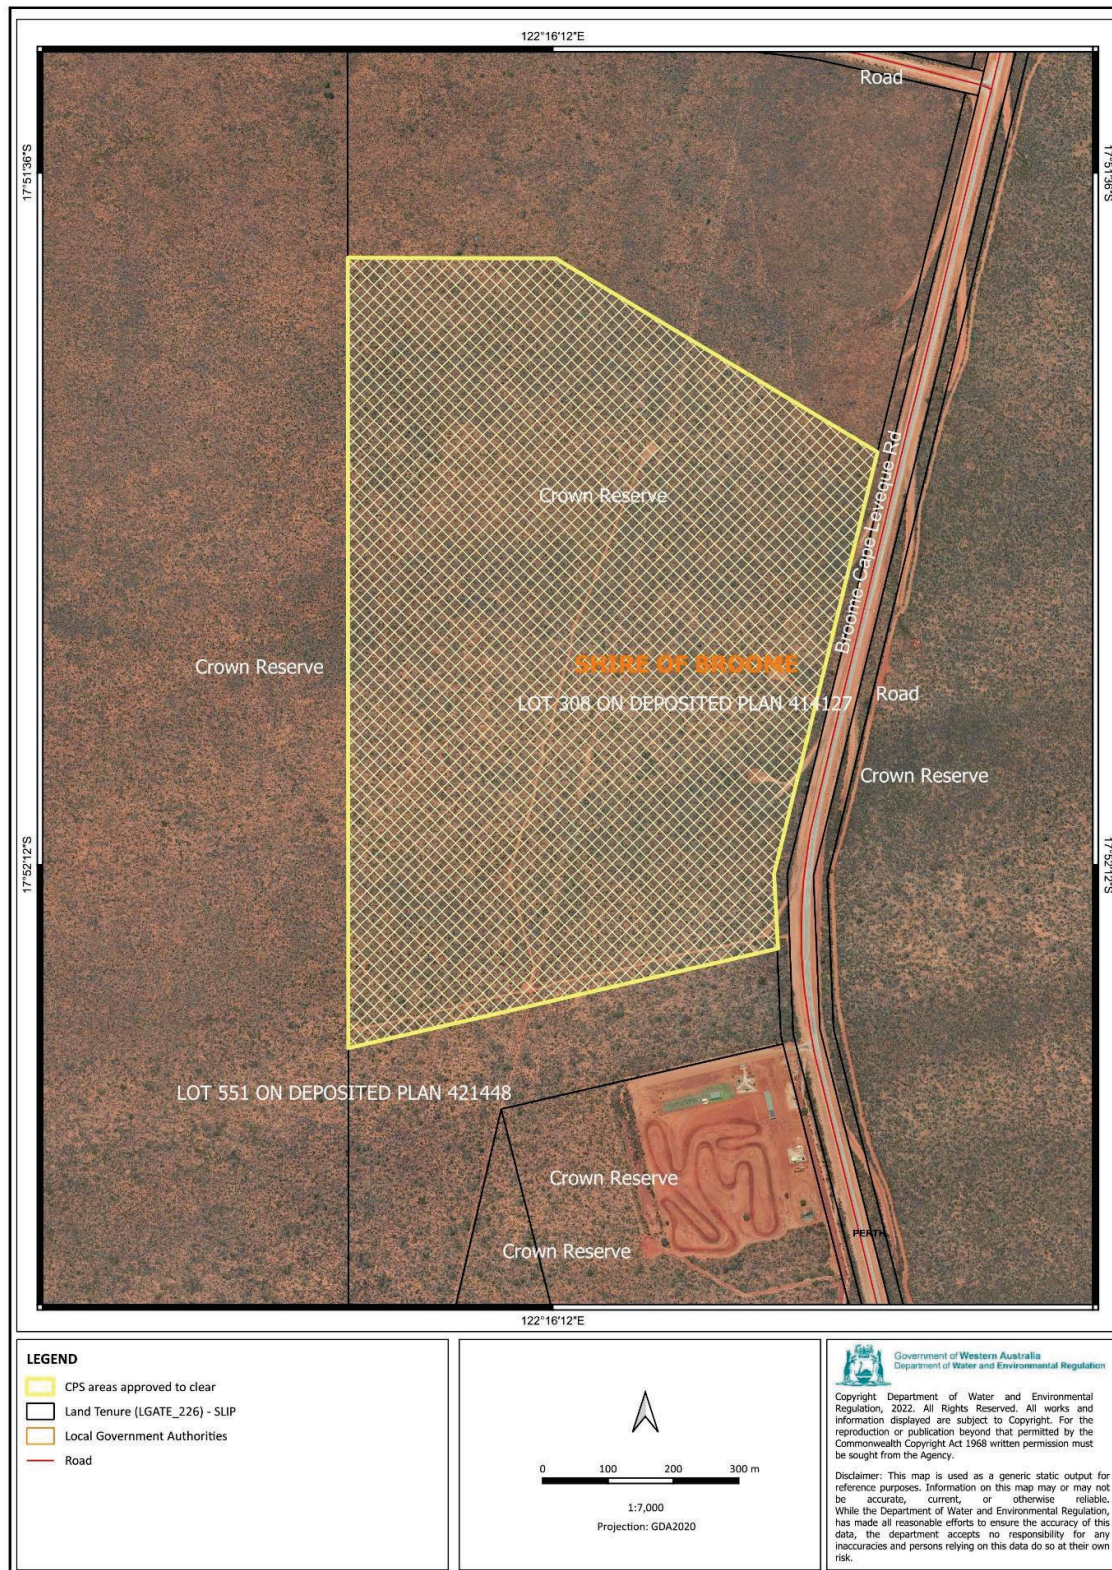 122°16'12"E
17°51'36"S
17°51'36"S
Road
Crown Reserve
Broome-Cape Leveque Rd
Crown Reserve
SHIRE OF BROOME
LOT 308 ON DEPOSITED PLAN 414127
Road
Crown Reserve
17°52'12"S
17°52'12"S
LOT 551 ON DEPOSITED PLAN 421448
Crown Reserve
Crown Reserve
PERTH
122°16'12"E
LEGEND
CPS areas approved to clear
Land Tenure (LGATE_226) - SLIP
Local Government Authorities
Road
0 100 200 300 m
1:7,000
Projection: GDA2020
Government of Western Australia
Department of Water and Environmental Regulation
Copyright Department of Water and Environmental
Regulation, 2022. All Rights Reserved. All works and
information displayed are subject to Copyright. For the
reproduction or publication beyond that permitted by the
Commonwealth Copyright Act 1968 written permission must
be sought from the Agency.
Disclaimer: This map is used as a generic static output for
reference purposes. Information on this map may or may not
be accurate, current, or otherwise reliable.
While the Department of Water and Environmental Regulation,
has made all reasonable efforts to ensure the accuracy of this
data, the department accepts no responsibility for any
inaccuracies and persons relying on this data do so at their own
risk.